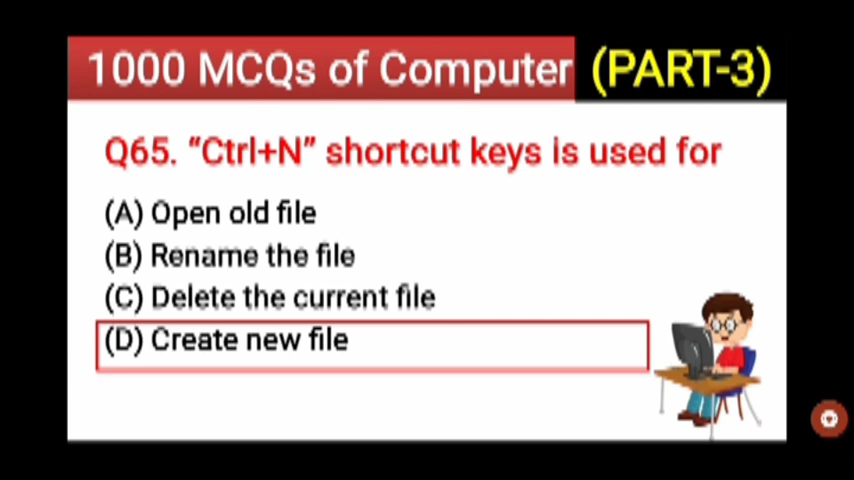 1000 MCQs of Computer (PART-3)
Q65. “Ctrl+N” shortcut keys is used for
(A) Open old file
(B) Rename the file
(C) Delete the current file
(D) Create new file